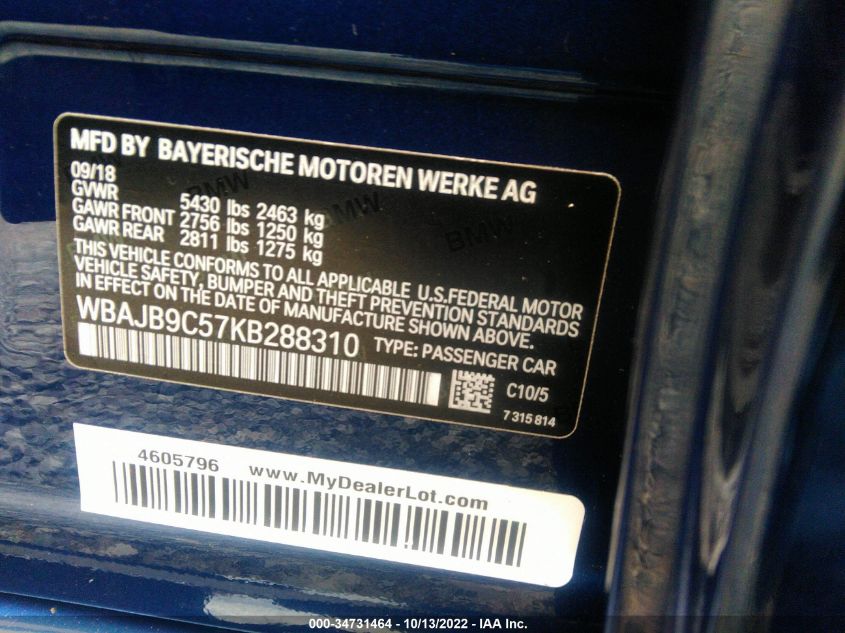 MFD BY BAYERISCHE MOTOREN WERKE AG
09/18
GVWR 5430 lbs 2463 kg
GAWR FRONT 2756 lbs 1250 kg
GAWR REAR 2811 lbs 1275 kg
THIS VEHICLE CONFORMS TO ALL APPLICABLE U.S.FEDERAL MOTOR
VEHICLE SAFETY, BUMPER AND THEFT PREVENTION STANDARDS
IN EFFECT ON THE DATE OF MANUFACTURE SHOWN ABOVE.
WBAJB9C57KB288310 TYPE: PASSENGER CAR
C10/5
7 315 814
BMW BMW BMW
4605796 www.MyDealerLot.com
000-34731464 - 10/13/2022 - IAA Inc.